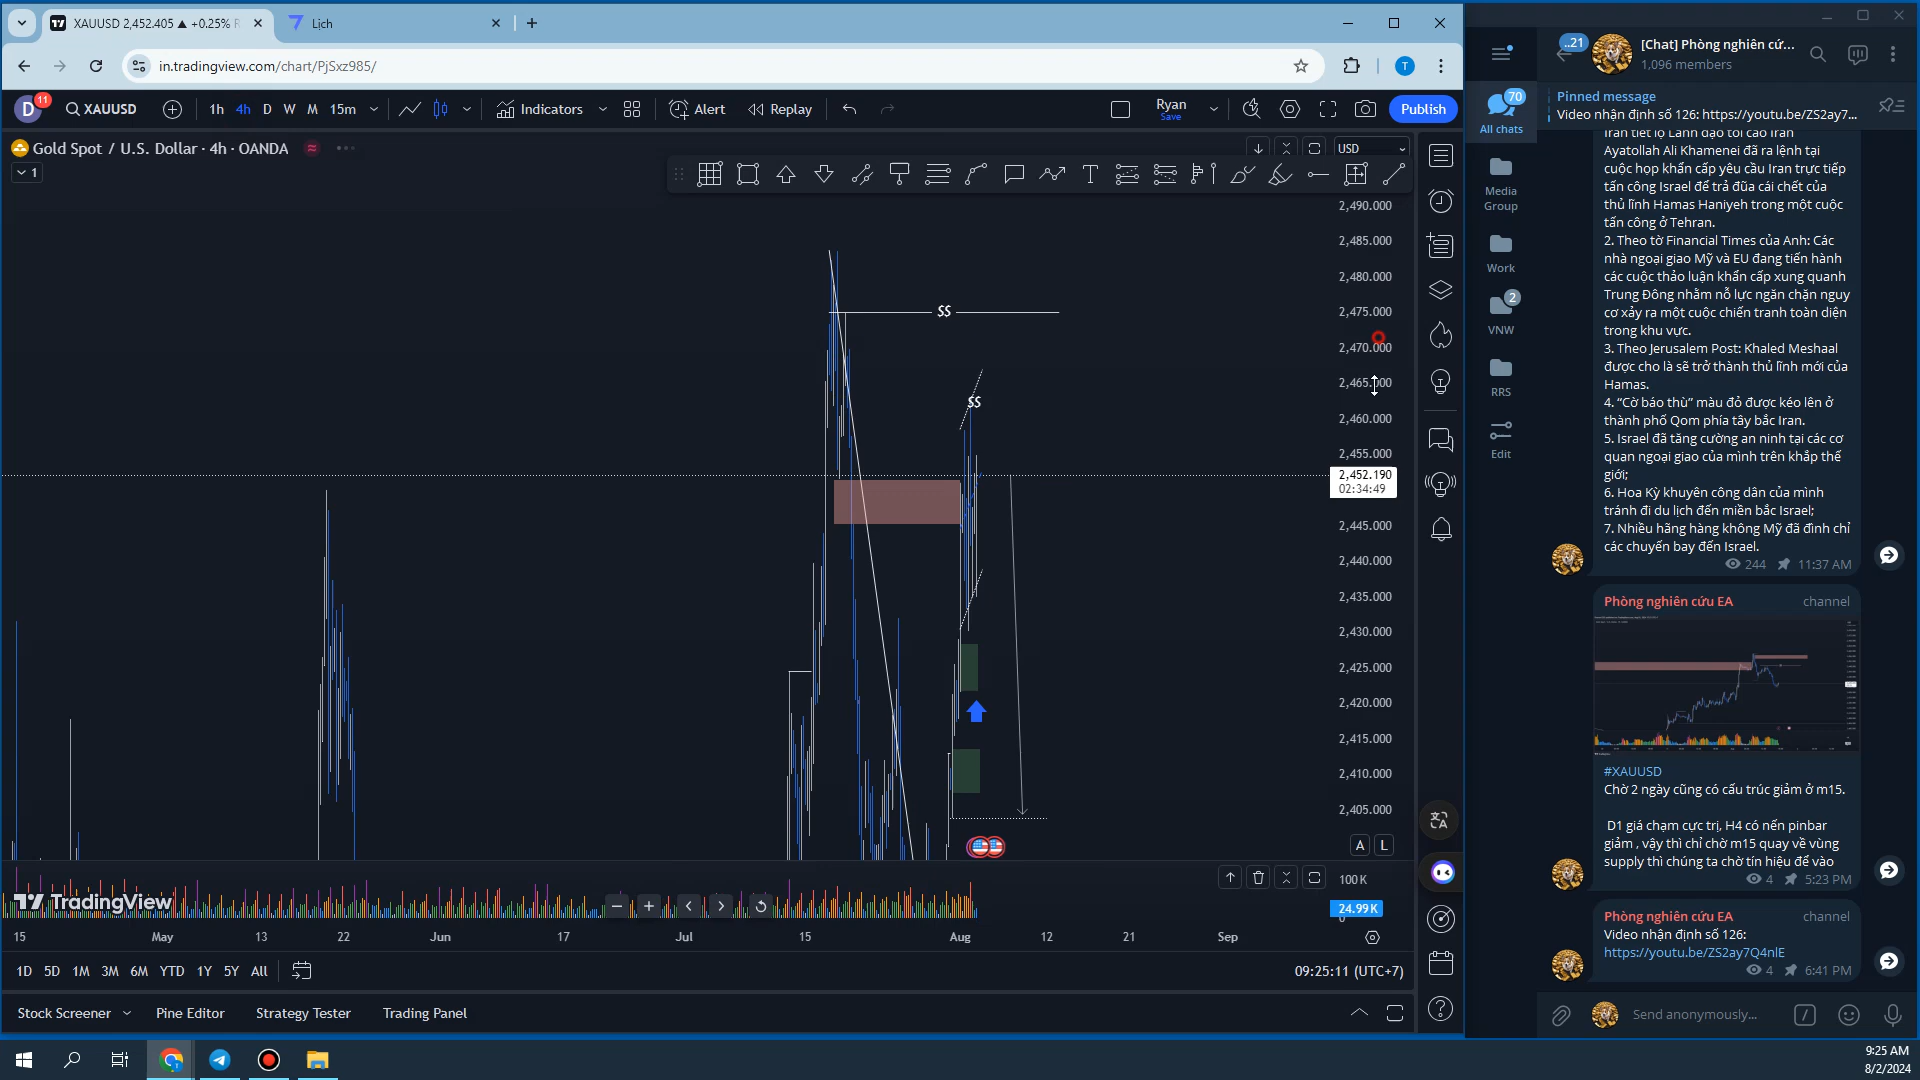 XAUUSD 2,452.405 ▲ +0.25% R
Lịch
in.tradingview.com/chart/PjSxz985/
T
D
11
XAUUSD
1h
4h
D
W
M
15m
Indicators
Alert
Replay
Ryan
Save
Publish
Gold Spot / U.S. Dollar · 4h · OANDA
USD
1
2,490.000
2,485.000
2,480.000
2,475.000
2,470.000
2,465.000
2,460.000
2,455.000
2,452.190
02:34:49
2,445.000
2,440.000
2,435.000
2,430.000
2,425.000
2,420.000
2,415.000
2,410.000
2,405.000
$$
$$
A
L
100 K
24.99 K
0
TradingView
15
May
13
22
Jun
17
Jul
15
Aug
12
21
Sep
1D
5D
1M
3M
6M
YTD
1Y
5Y
All
09:25:11 (UTC+7)
Stock Screener
Pine Editor
Strategy Tester
Trading Panel
..21
[Chat] Phòng nghiên cứ...
1,096 members
70
All chats
Media
Group
Work
2
VNW
RRS
Edit
Pinned message
Video nhận định số 126: https://youtu.be/ZS2ay7...
Iran tiết lộ Lãnh đạo tối cao Iran
Ayatollah Ali Khamenei đã ra lệnh tại
cuộc họp khẩn cấp yêu cầu Iran trực tiếp
tấn công Israel để trả đũa cái chết của
thủ lĩnh Hamas Haniyeh trong một cuộc
tấn công ở Tehran.
2. Theo tờ Financial Times của Anh: Các
nhà ngoại giao Mỹ và EU đang tiến hành
các cuộc thảo luận khẩn cấp xung quanh
Trung Đông nhằm nỗ lực ngăn chặn nguy
cơ xảy ra một cuộc chiến tranh toàn diện
trong khu vực.
3. Theo Jerusalem Post: Khaled Meshaal
được cho là sẽ trở thành thủ lĩnh mới của
Hamas.
4. “Cờ báo thù” màu đỏ được kéo lên ở
thành phố Qom phía tây bắc Iran.
5. Israel đã tăng cường an ninh tại các cơ
quan ngoại giao của mình trên khắp thế
giới;
6. Hoa Kỳ khuyên công dân của mình
tránh đi du lịch đến miền bắc Israel;
7. Nhiều hãng hàng không Mỹ đã đình chỉ
các chuyến bay đến Israel.
244
11:37 AM
Phòng nghiên cứu EA
channel
#XAUUSD
Chờ 2 ngày cũng có cấu trúc giảm ở m15.
D1 giá chạm cực trị, H4 có nến pinbar
giảm , vậy thì chỉ chờ m15 quay về vùng
supply thì chúng ta chờ tín hiệu để vào
4
5:23 PM
Phòng nghiên cứu EA
channel
Video nhận định số 126:
https://youtu.be/ZS2ay7Q4nlE
4
6:41 PM
Send anonymously...
9:25 AM
8/2/2024